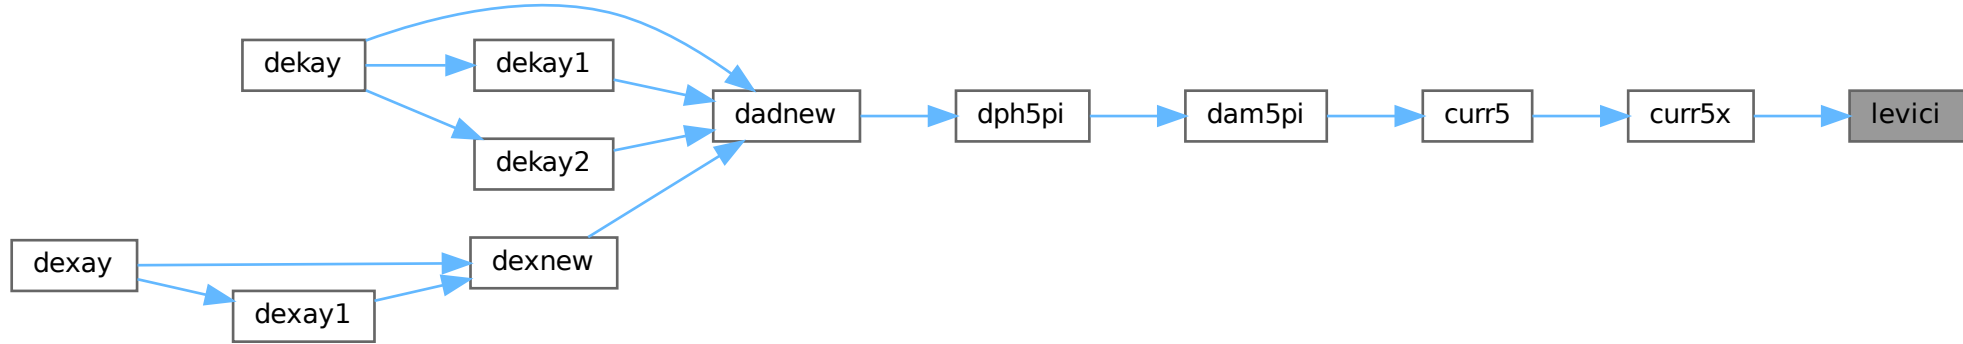 dekay
dekay1
dekay2
dadnew
dph5pi
dam5pi
curr5
curr5x
levici
dexay
dexnew
dexay1